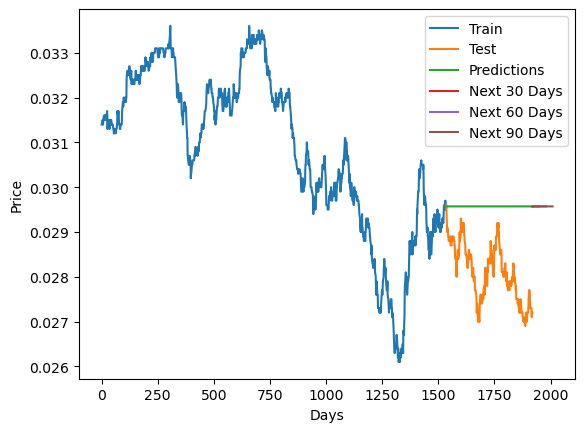 0.033
0.032
0.031
0.030
0.029
0.028
0.027
0.026
Price
0
250
500
750
1000
1250
1500
1750
2000
Days
Train
Test
Predictions
Next 30 Days
Next 60 Days
Next 90 Days